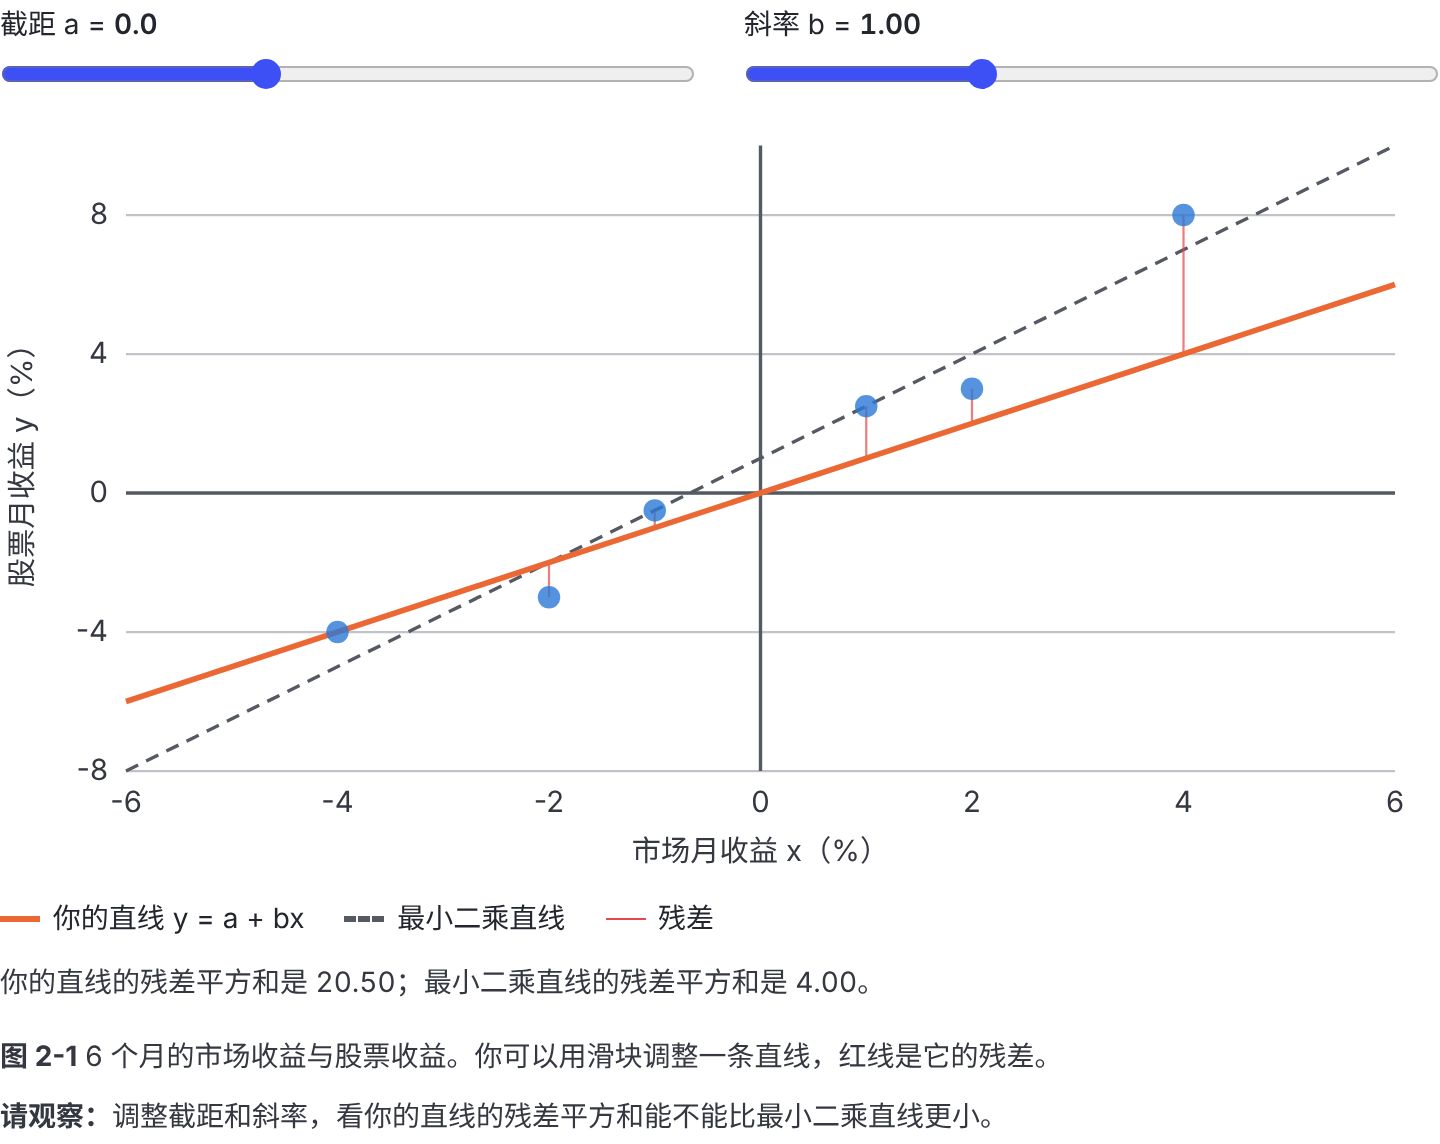 截距 a = 0.0
斜率 b = 1.00
8
4
0
-4
-8
股票月收益 y（%）
-6 -4 -2 0 2 4 6
市场月收益 x（%）
你的直线 y = a + bx 最小二乘直线 残差
你的直线的残差平方和是 20.50；最小二乘直线的残差平方和是 4.00。
图 2-1 6 个月的市场收益与股票收益。你可以用滑块调整一条直线，红线是它的残差。
请观察：调整截距和斜率，看你的直线的残差平方和能不能比最小二乘直线更小。